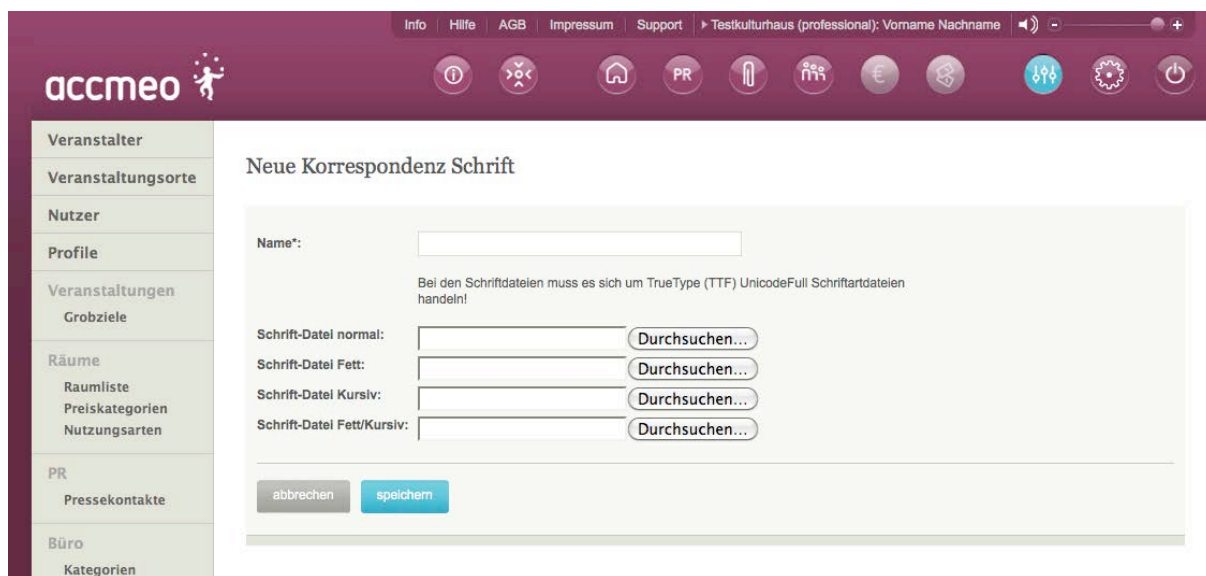 Info Hilfe AGB Impressum Support Testkulturhaus (professional): Vorname Nachname
accmeo
PR
€
Veranstalter
Veranstaltungsorte
Nutzer
Profile
Veranstaltungen
Grobziele
Räume
Raumliste
Preiskategorien
Nutzungsarten
PR
Pressekontakte
Büro
Kategorien
Neue Korrespondenz Schrift
Name*:
Bei den Schriftdateien muss es sich um TrueType (TTF) UnicodeFull Schriftartdateien
handeln!
Schrift-Datei normal: Durchsuchen...
Schrift-Datei Fett: Durchsuchen...
Schrift-Datei Kursiv: Durchsuchen...
Schrift-Datei Fett/Kursiv: Durchsuchen...
abbrechen speichern